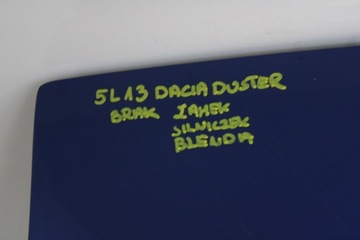 5L13 DACIA DUSTER
BRAK ZAMEK
SILNICZEK
BLENDA